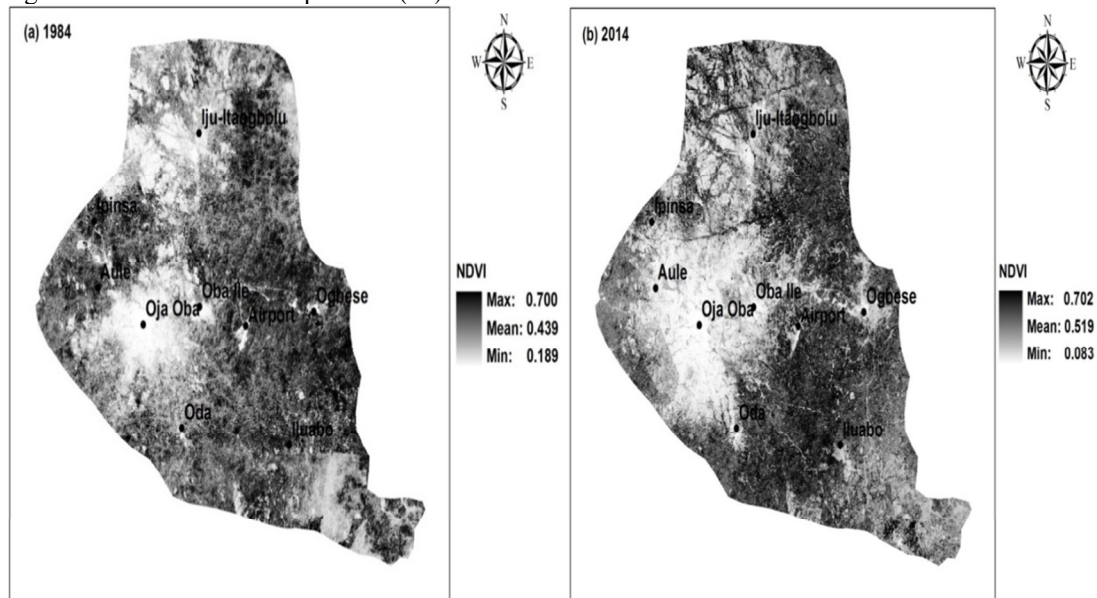 (a) 1984
N
W E
S
Iju-Itaogbolu
Ipinsa
Aule
Oba Ile
Oja Oba
Airport
Ogbese
Oda
Iluabo
NDVI
Max: 0.700
Mean: 0.439
Min: 0.189
(b) 2014
N
W E
S
Iju-Itaogbolu
Ipinsa
Aule
Oba Ile
Oja Oba
Airport
Ogbese
Oda
Iluabo
NDVI
Max: 0.702
Mean: 0.519
Min: 0.083